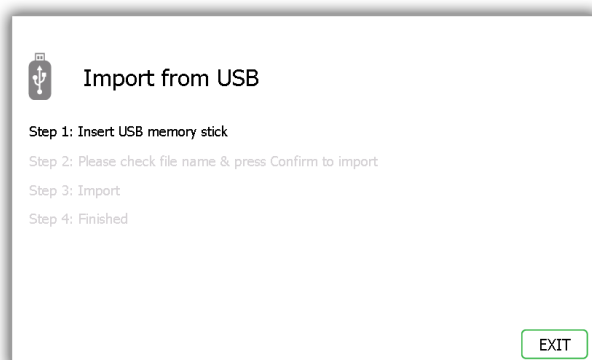 Import from USB
Step 1: Insert USB memory stick
Step 2: Please check file name & press Confirm to import
Step 3: Import
Step 4: Finished
EXIT